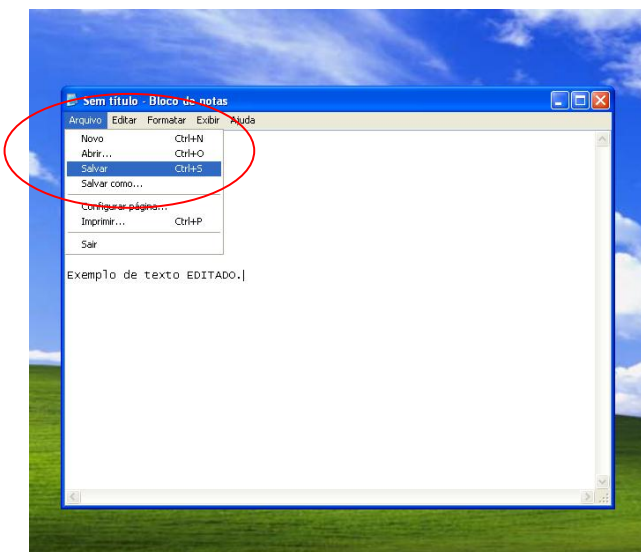 Sem título - Bloco de notas
Arquivo Editar Formatar Exibir Ajuda
Novo Ctrl+N
Abrir... Ctrl+O
Salvar Ctrl+S
Salvar como...
Configurar página...
Imprimir... Ctrl+P
Sair
Exemplo de texto EDITADO.